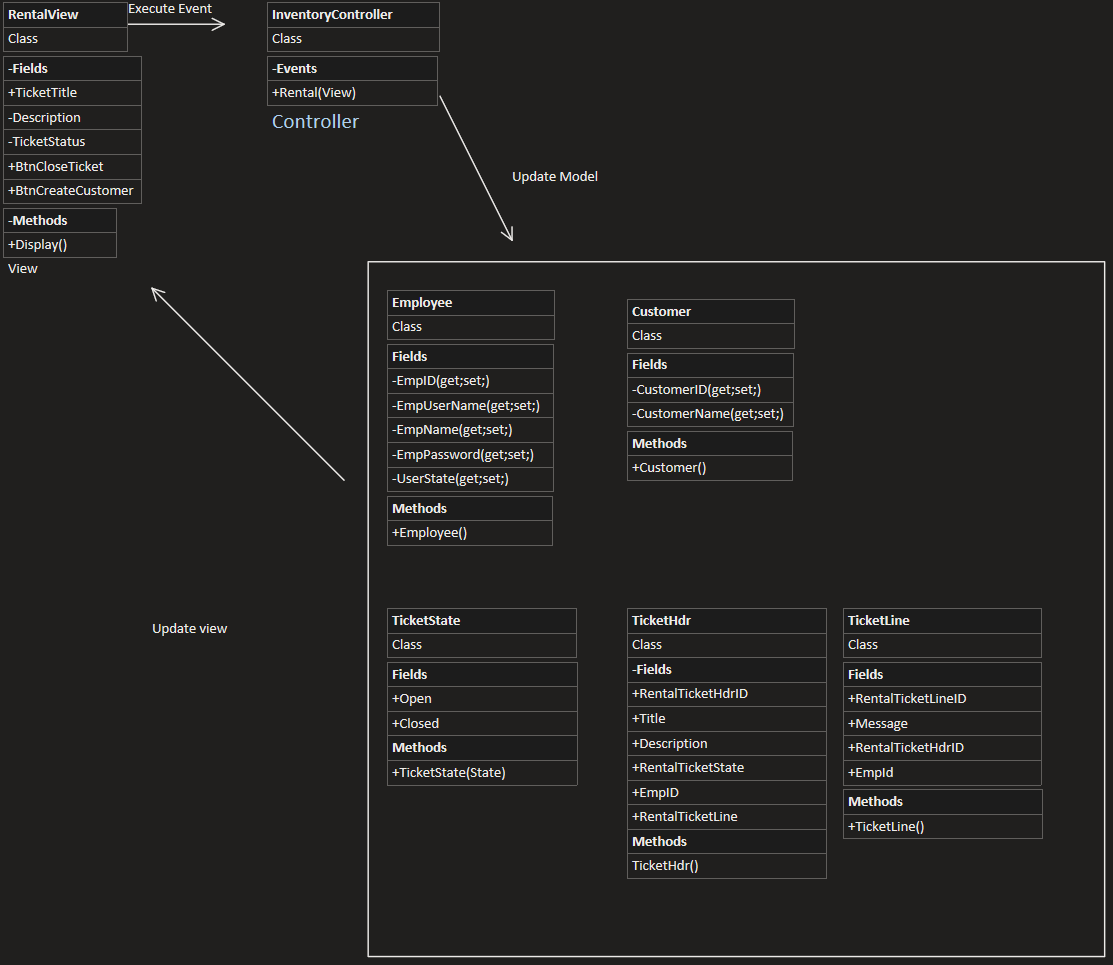 RentalView
Class
-Fields
+TicketTitle
-Description
-TicketStatus
+BtnCloseTicket
+BtnCreateCustomer
-Methods
+Display()
View
Execute Event
InventoryController
Class
-Events
+Rental(View)
Controller
Update Model
Update view
Employee
Class
Fields
-EmpID(get;set;)
-EmpUserName(get;set;)
-EmpName(get;set;)
-EmpPassword(get;set;)
-UserState(get;set;)
Methods
+Employee()
Customer
Class
Fields
-CustomerID(get;set;)
-CustomerName(get;set;)
Methods
+Customer()
TicketState
Class
Fields
+Open
+Closed
Methods
+TicketState(State)
TicketHdr
Class
-Fields
+RentalTicketHdrID
+Title
+Description
+RentalTicketState
+EmpID
+RentalTicketLine
Methods
TicketHdr()
TicketLine
Class
Fields
+RentalTicketLineID
+Message
+RentalTicketHdrID
+EmpId
Methods
+TicketLine()